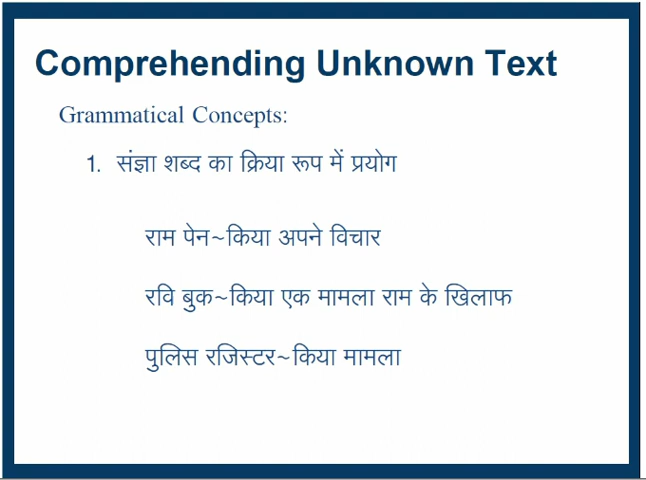 Comprehending Unknown Text
Grammatical Concepts:
1. संज्ञा शब्द का क्रिया रूप में प्रयोग
राम पेन~किया अपने विचार
रवि बुक~किया एक मामला राम के खिलाफ
पुलिस रजिस्टर~किया मामला